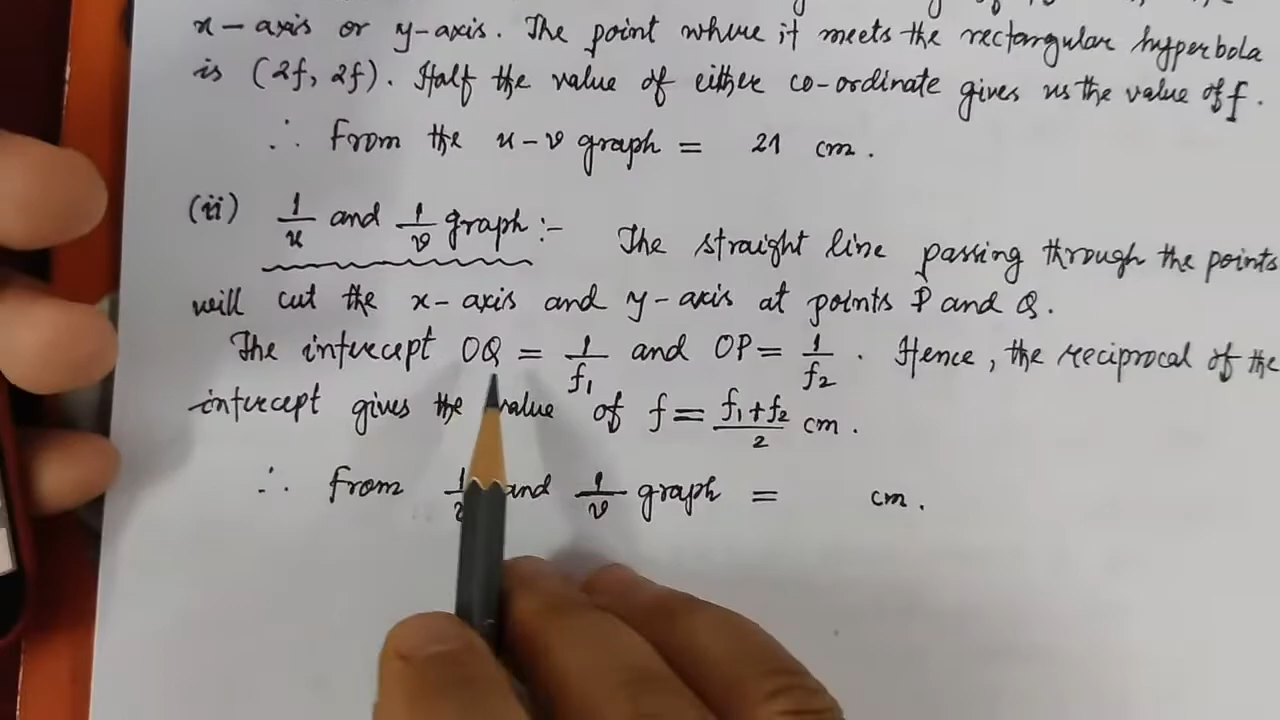 x-axis or y-axis. The point where it meets the rectangular hyperbola
is (2f, 2f). Half the value of either co-ordinate gives us the value of f.
∴ From the u-v graph = 21 cm.
(ii) 1/u and 1/v graph:- The straight line passing through the points
will cut the x-axis and y-axis at points P and Q.
The intercept OQ = 1/f₁ and OP = 1/f₂. Hence, the reciprocal of the
intercept gives the value of f = (f₁+f₂)/2 cm.
∴ From and 1/v graph = cm.